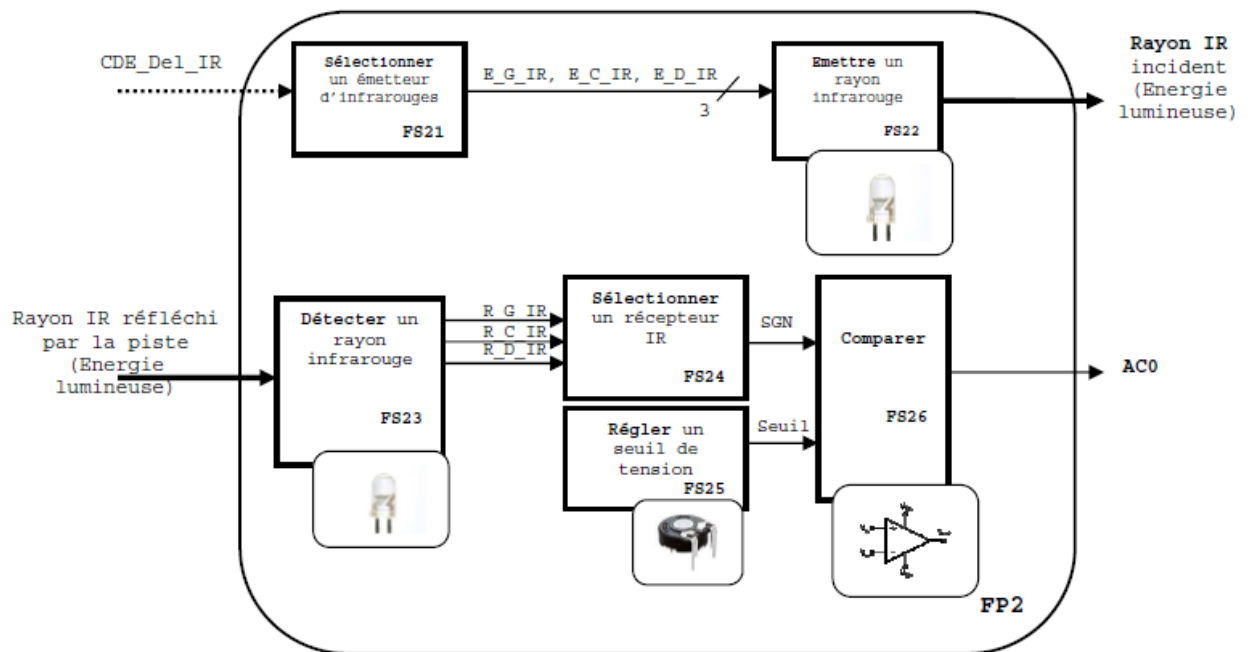 CDE_Del_IR
Sélectionner
un émetteur
d'infrarouges
FS21
E_G_IR, E_C_IR, E_D_IR
3
Emettre un
rayon
infrarouge
FS22
Rayon IR
incident
(Energie
lumineuse)
Rayon IR réfléchi
par la piste
(Energie
lumineuse)
Détecter un
rayon
infrarouge
FS23
R_G_IR
R_C_IR
R_D_IR
Sélectionner
un récepteur
IR
FS24
SGN
Régler un
seuil de
tension
FS25
Seuil
Comparer
FS26
AC0
FP2